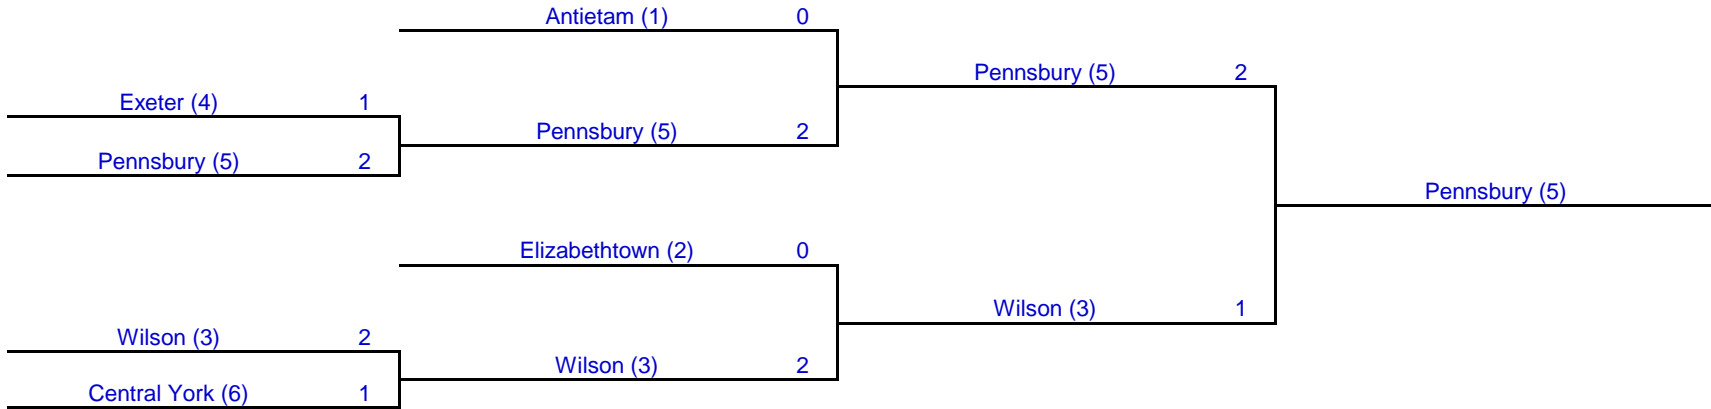 Antietam (1) 0
Pennsbury (5) 2
Exeter (4) 1
Pennsbury (5) 2
Pennsbury (5) 2
Pennsbury (5)
Elizabethtown (2) 0
Wilson (3) 1
Wilson (3) 2
Wilson (3) 2
Central York (6) 1